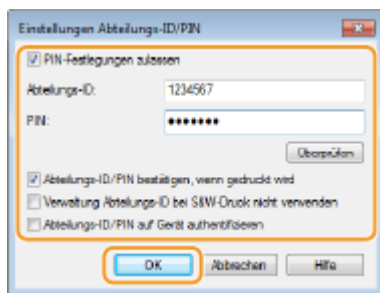 Einstellungen Abteilungs-ID/PIN
PIN-Festlegungen zulassen
Abteilungs-ID: 1234567
PIN: •••••••
Überprüfen
Abteilungs-ID/PIN bestätigen, wenn gedruckt wird
Verwaltung Abteilungs-ID bei S&W-Druck nicht verwenden
Abteilungs-ID/PIN auf Gerät authentifizieren
OK Abbrechen Hilfe